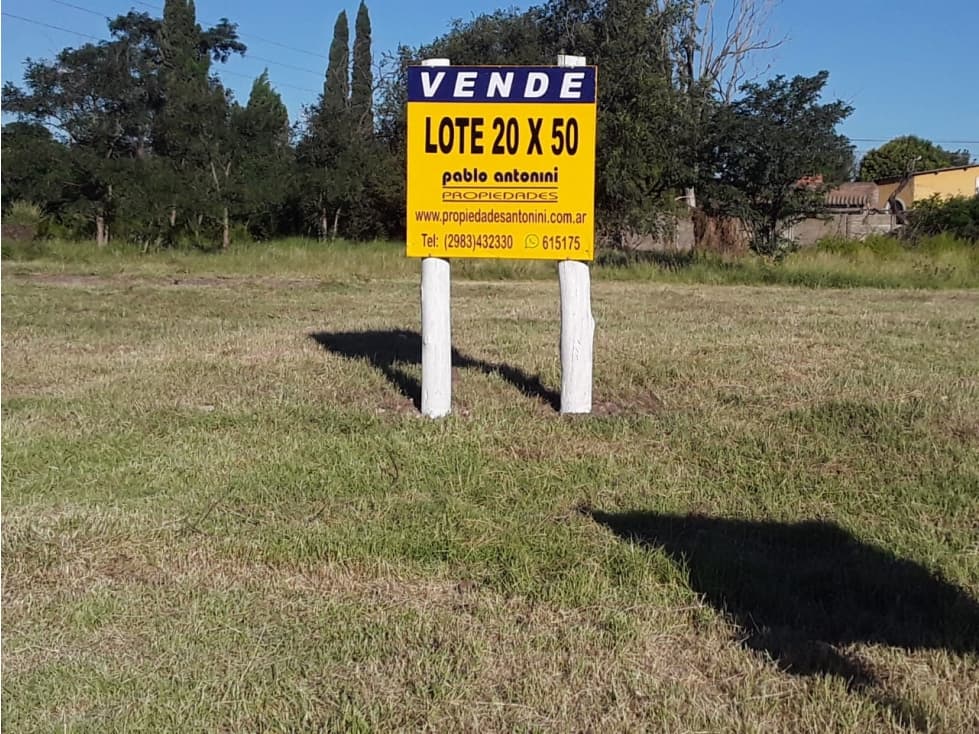 VENDE
LOTE 20 X 50
pablo antonini
PROPIEDADES
www.propiedadesantonini.com.ar
Tel: (2983)432330 615175